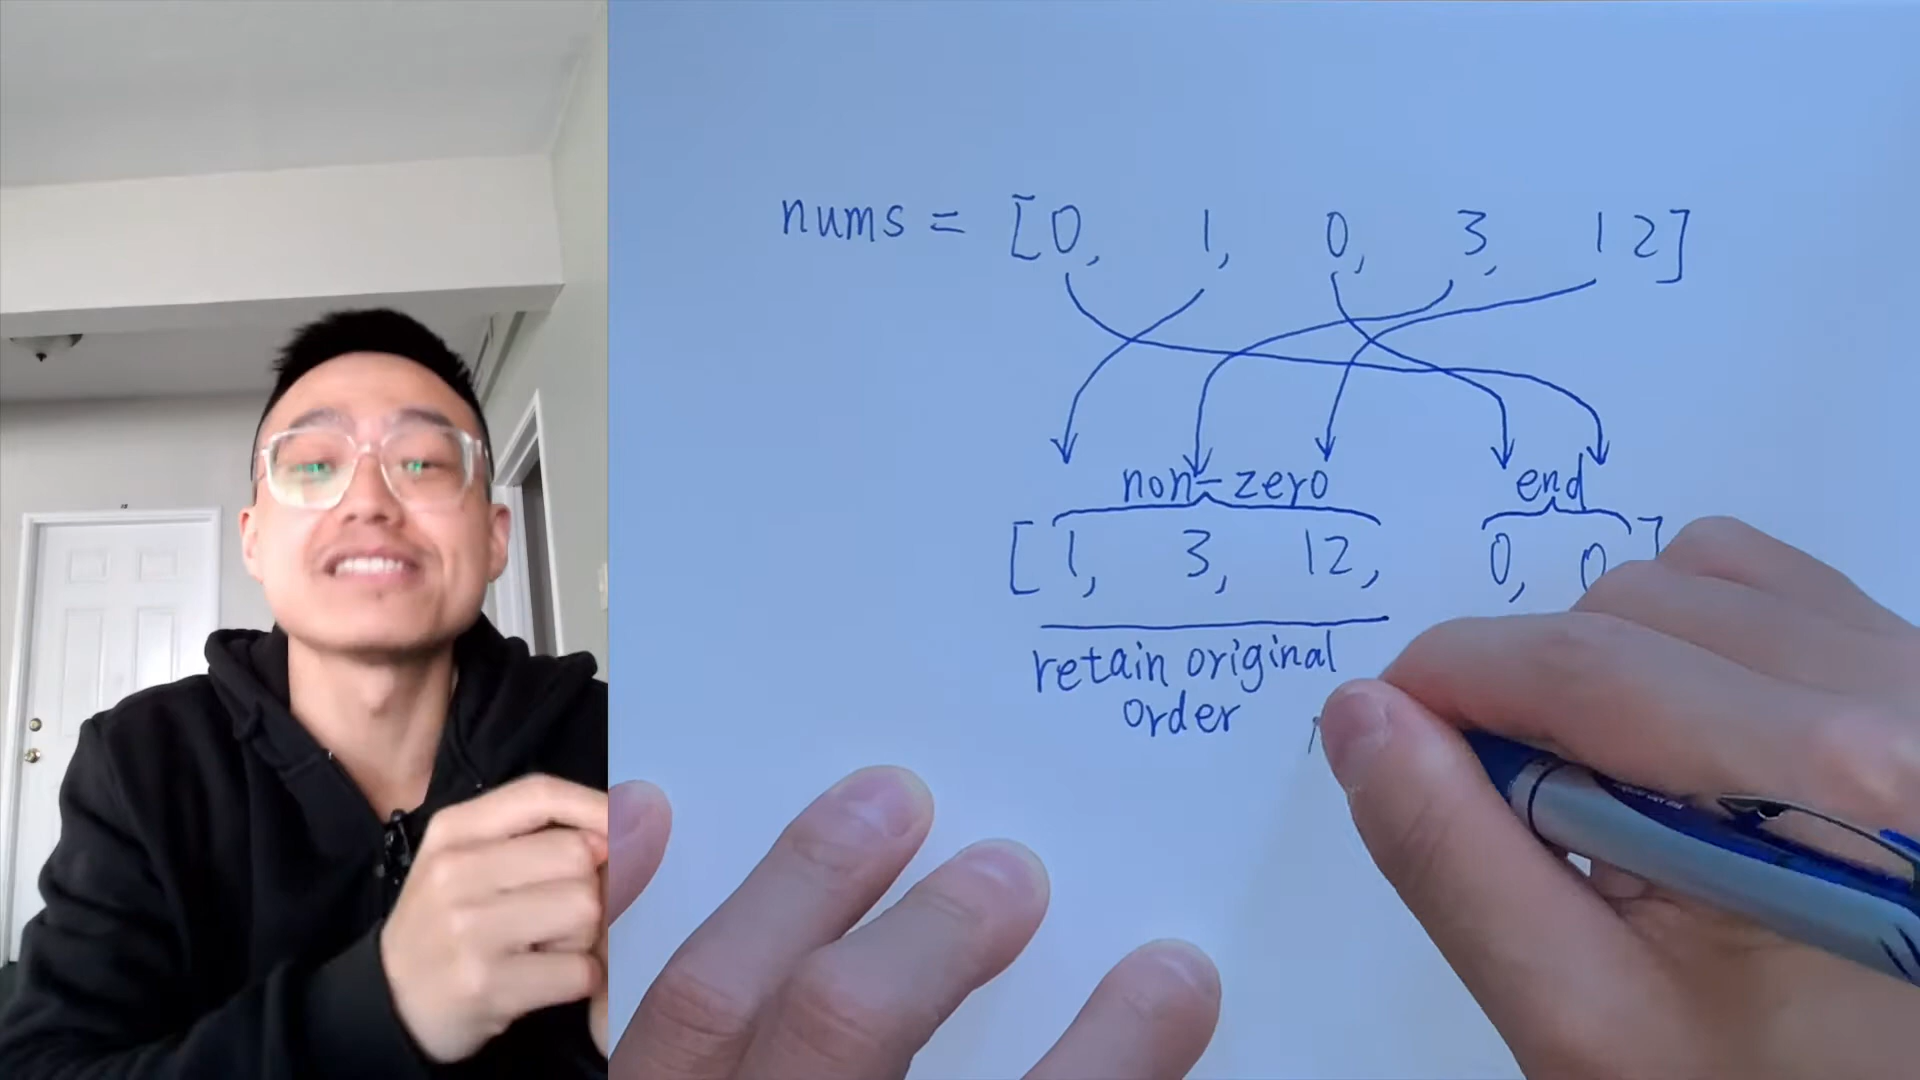 nums = [0, 1, 0, 3, 12]
non-zero end
[1, 3, 12, 0, 0]
retain original
order